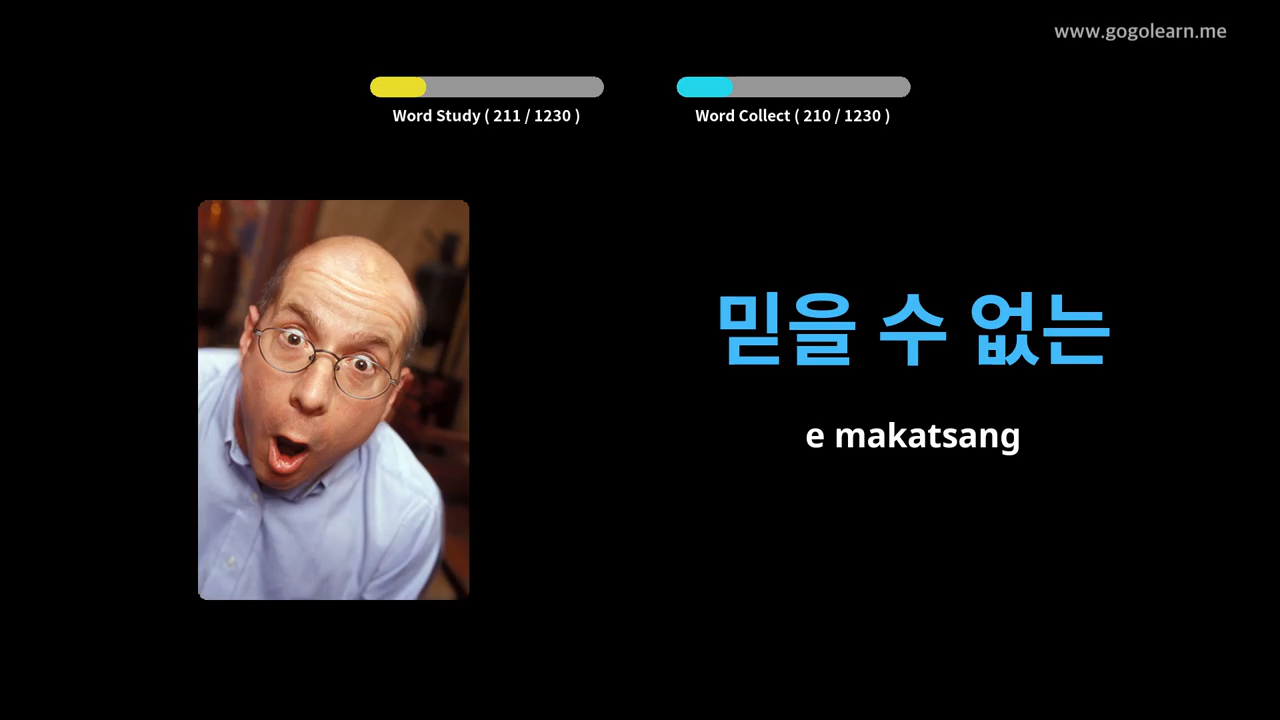 www.gogolearn.me
Word Study ( 211 / 1230 )
Word Collect ( 210 / 1230 )
믿을 수 없는
e makatsang